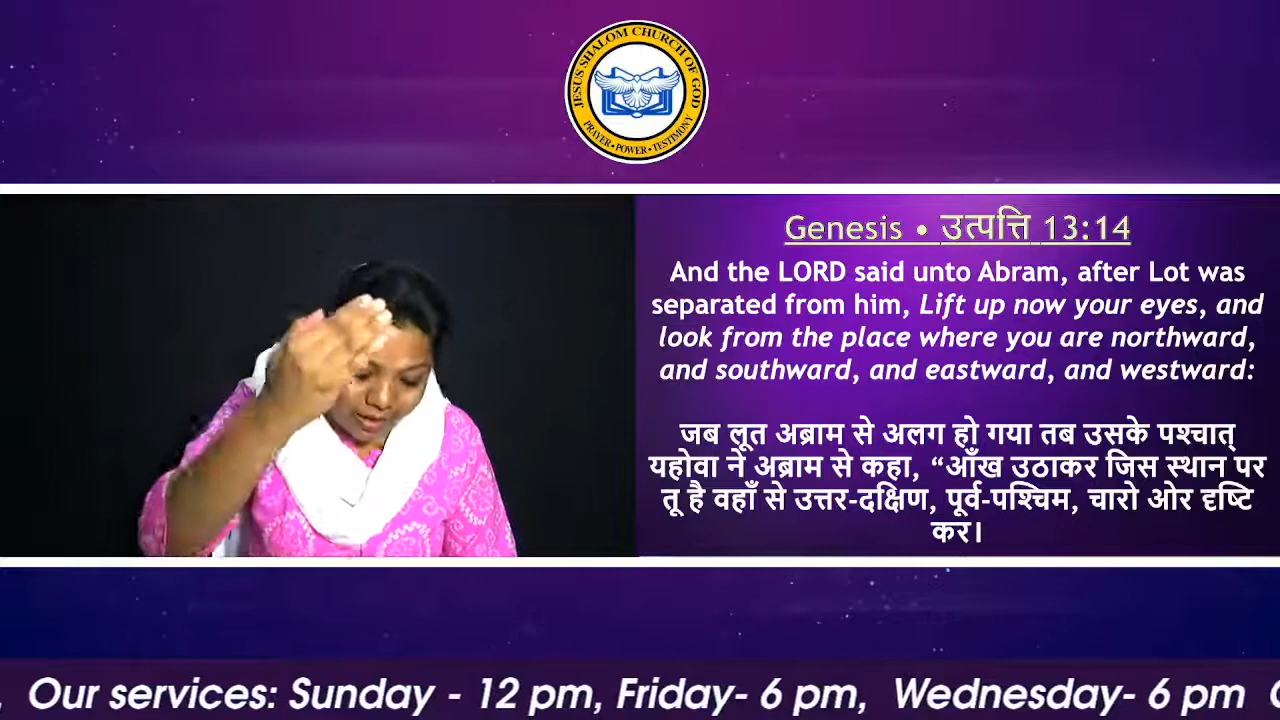 JESUS SHALOM CHURCH OF GOD
PRAYER • POWER • TESTIMONY
Genesis • उत्पत्ति 13:14
And the LORD said unto Abram, after Lot was
separated from him, Lift up now your eyes, and
look from the place where you are northward,
and southward, and eastward, and westward:
जब लूत अब्राम से अलग हो गया तब उसके पश्चात्
यहोवा ने अब्राम से कहा, “आँख उठाकर जिस स्थान पर
तू है वहाँ से उत्तर-दक्षिण, पूर्व-पश्चिम, चारो ओर दृष्टि
कर।
, Our services: Sunday - 12 pm, Friday- 6 pm, Wednesday- 6 pm